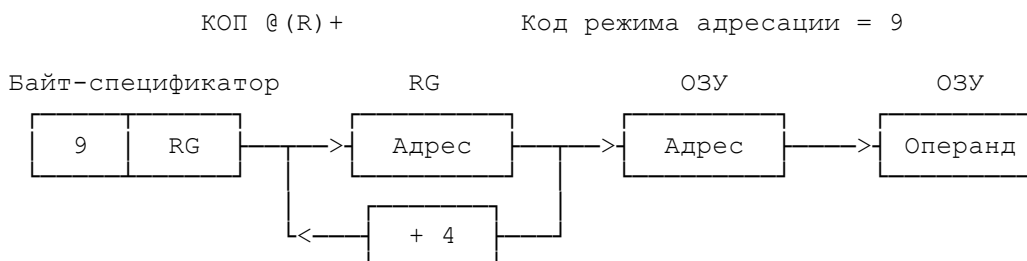 КОП @(R)+ Код режима адресации = 9
Байт-спецификатор RG ОЗУ ОЗУ
9 RG Адрес Адрес Операнд
+ 4